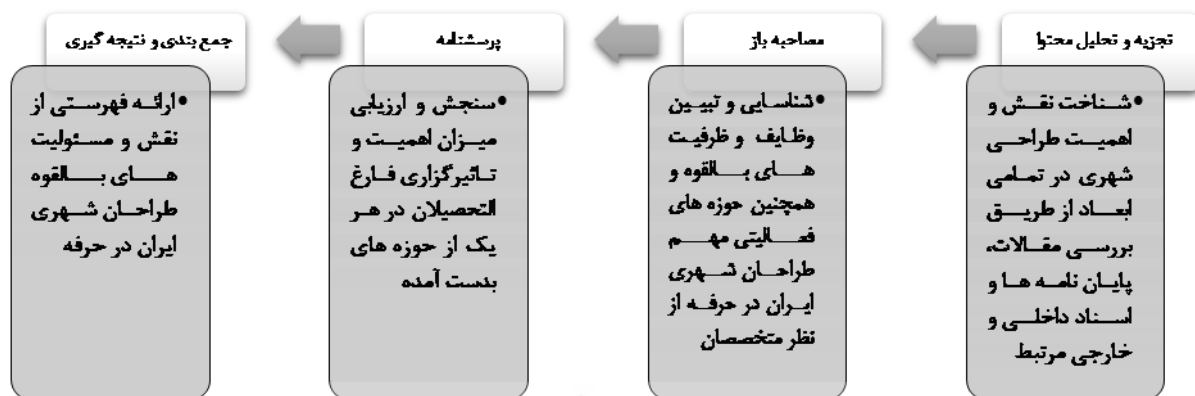 تجزیه و تحلیل محتوا
شناخت نقش و
اهمیت طراحی
شهری در تمامی
ابعاد از طریق
بررسی مقالات،
پایان نامه ها و
اسناد داخلی و
خارجی مرتبط
مصاحبه باز
شناسایی و تبیین
وظایف و ظرفیت
های بالقوه و
همچنین حوزه های
فعالیتی مهم
طراحان شهری
ایران در حرفه از
نظر متخصصان
پرسشنامه
سنجش و ارزیابی
میزان اهمیت و
تاثیرگزاری فارغ
التحصیلان در هر
یک از حوزه های
بدست آمده
جمع بندی و نتیجه گیری
ارائه فهرستی از
نقش و مسئولیت
های بالقوه
طراحان شهری
ایران در حرفه